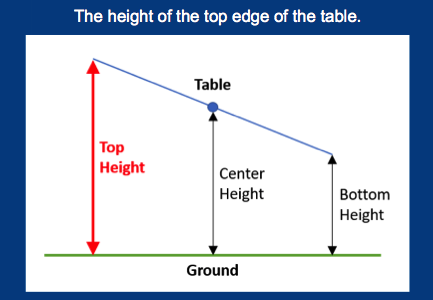 The height of the top edge of the table.
Table
Top
Height
Center
Height
Bottom
Height
Ground